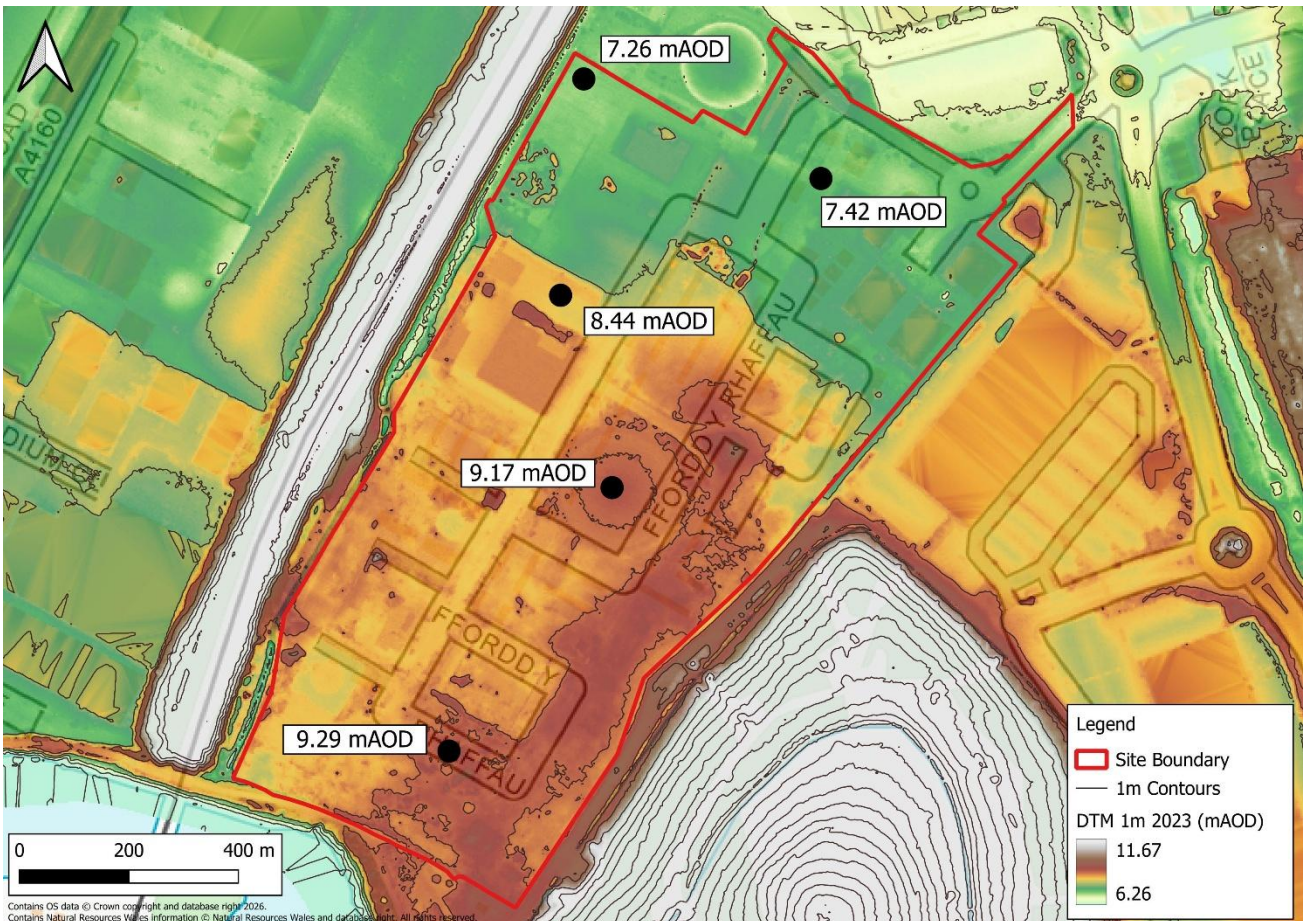 7.26 mAOD
ROAD
A4160
YORK
PLACE
7.42 mAOD
8.44 mAOD
FFORDD Y RHAFFAU
9.17 mAOD
FFORDD Y
RHAFFAU
9.29 mAOD
Legend
Site Boundary
1m Contours
DTM 1m 2023 (mAOD)
11.67
6.26
0 200 400 m
Contains OS data © Crown copyright and database right 2026.
Contains Natural Resources Wales information © Natural Resources Wales and database right. All rights reserved.